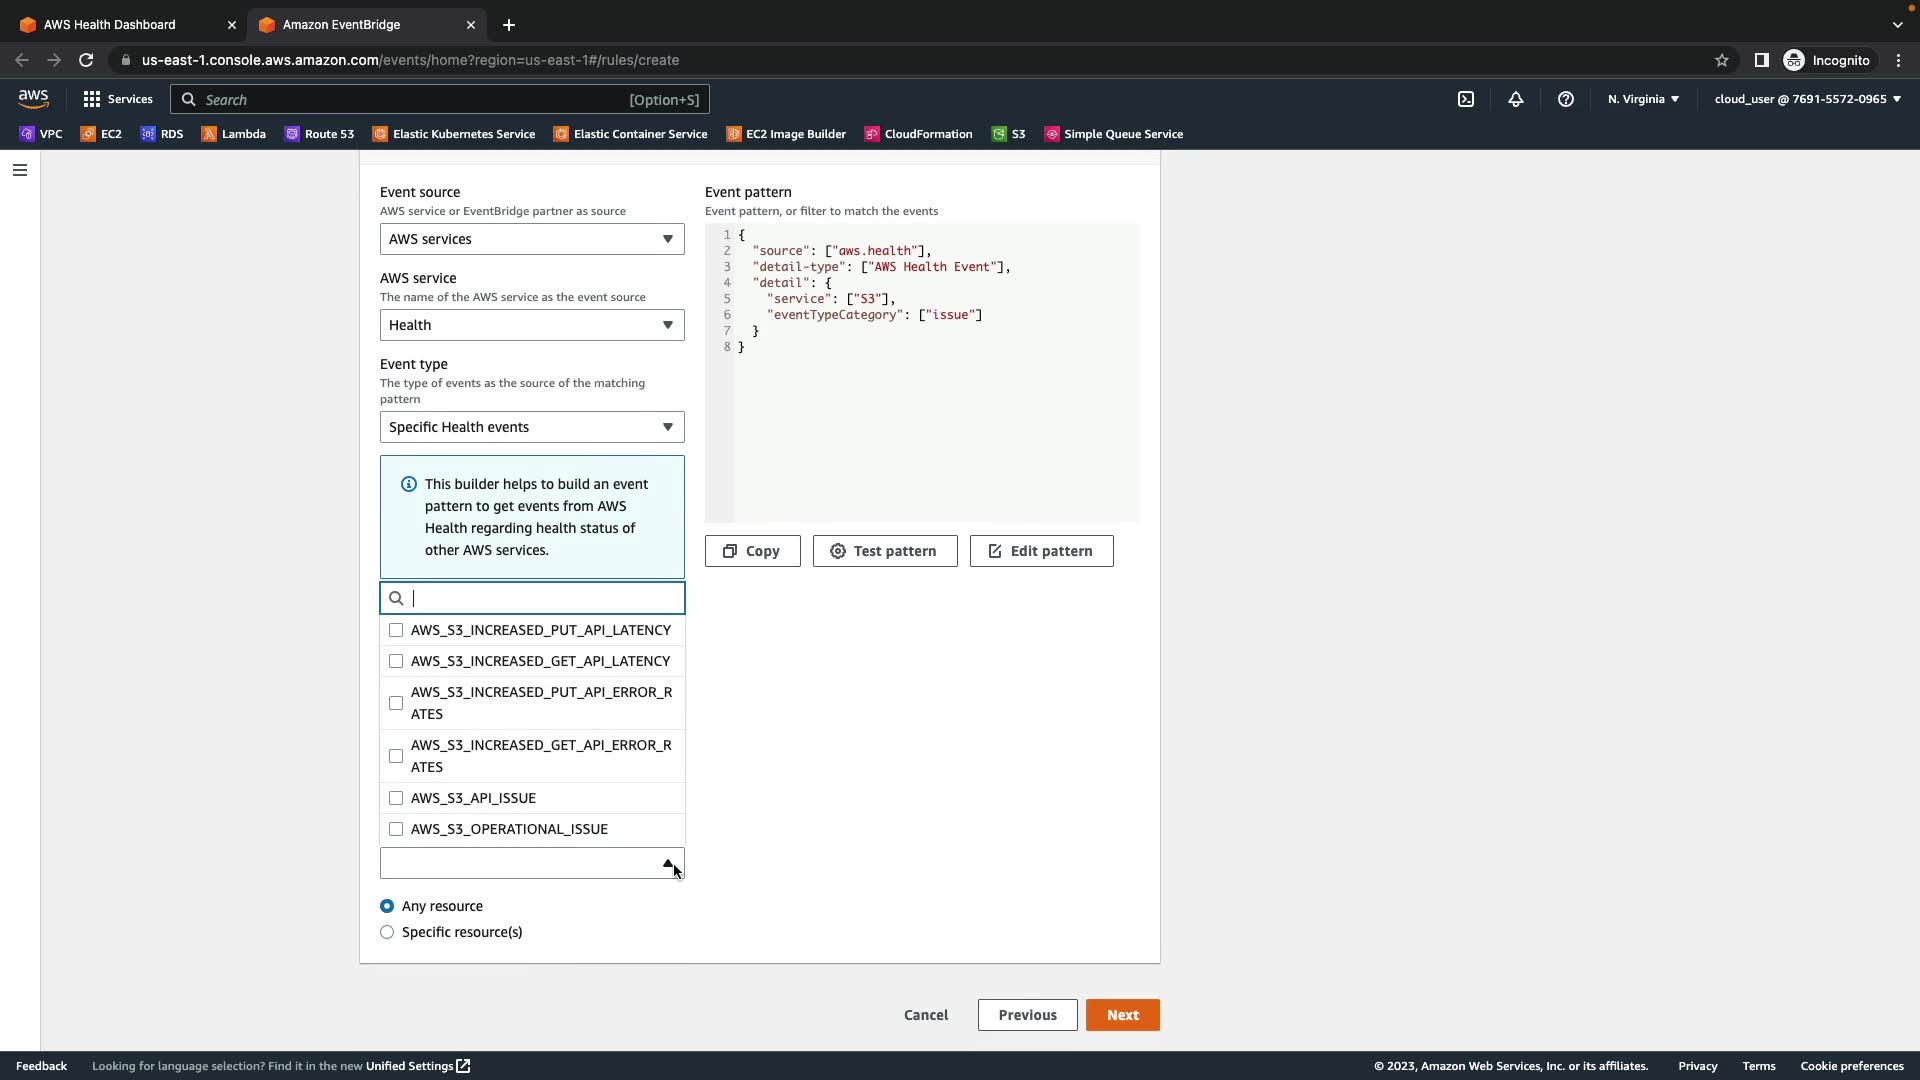 AWS Health Dashboard
Amazon EventBridge
us-east-1.console.aws.amazon.com/events/home?region=us-east-1#/rules/create
Incognito
aws
Services
Search
[Option+S]
N. Virginia
cloud_user @ 7691-5572-0965
VPC
EC2
RDS
Lambda
Route 53
Elastic Kubernetes Service
Elastic Container Service
EC2 Image Builder
CloudFormation
S3
Simple Queue Service
Event source
AWS service or EventBridge partner as source
AWS services
AWS service
The name of the AWS service as the event source
Health
Event type
The type of events as the source of the matching
pattern
Specific Health events
This builder helps to build an event
pattern to get events from AWS
Health regarding health status of
other AWS services.
AWS_S3_INCREASED_PUT_API_LATENCY
AWS_S3_INCREASED_GET_API_LATENCY
AWS_S3_INCREASED_PUT_API_ERROR_R
ATES
AWS_S3_INCREASED_GET_API_ERROR_R
ATES
AWS_S3_API_ISSUE
AWS_S3_OPERATIONAL_ISSUE
Any resource
Specific resource(s)
Event pattern
Event pattern, or filter to match the events
1 {
2 "source": ["aws.health"],
3 "detail-type": ["AWS Health Event"],
4 "detail": {
5 "service": ["S3"],
6 "eventTypeCategory": ["issue"]
7 }
8 }
Copy
Test pattern
Edit pattern
Cancel
Previous
Next
Feedback
Looking for language selection? Find it in the new Unified Settings
© 2023, Amazon Web Services, Inc. or its affiliates.
Privacy
Terms
Cookie preferences